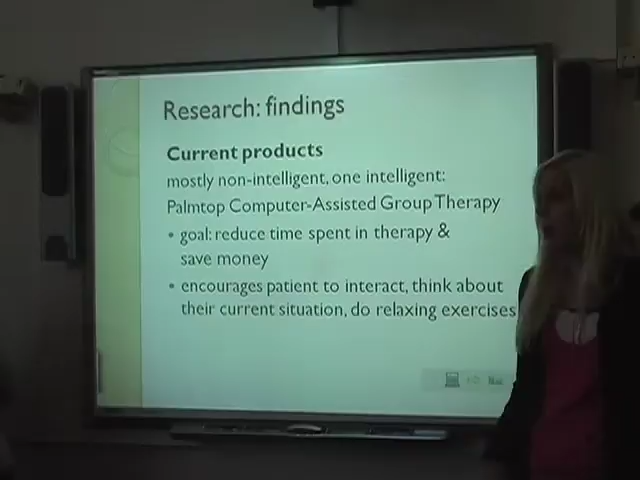 Research: findings
Current products
mostly non-intelligent, one intelligent:
Palmtop Computer-Assisted Group Therapy
• goal: reduce time spent in therapy &
save money
• encourages patient to interact, think about
their current situation, do relaxing exercises